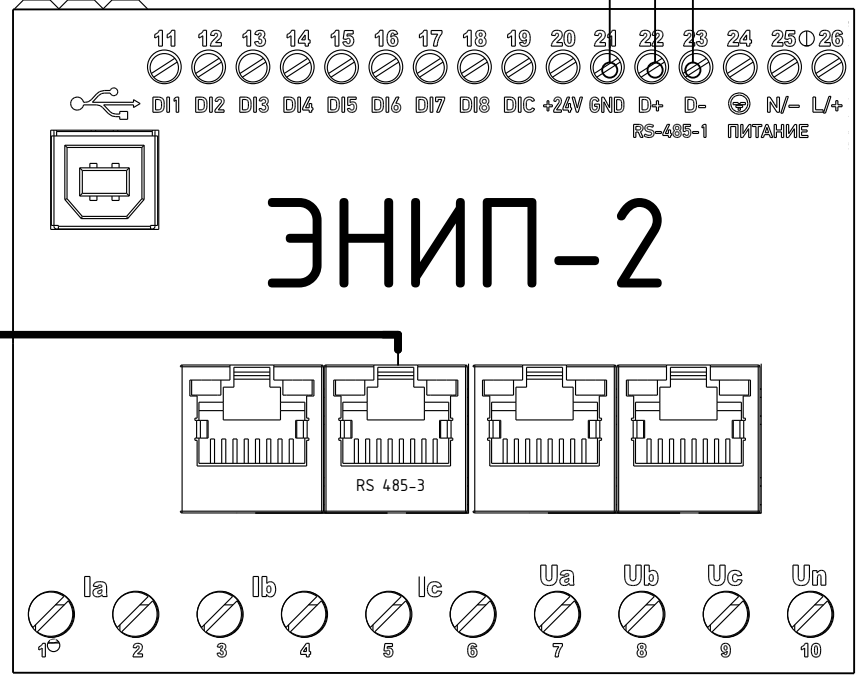 11 12 13 14 15 16 17 18 19 20 21 22 23 24 25 26
DI1 DI2 DI3 DI4 DI5 DI6 DI7 DI8 DIC +24V GND D+ D- N/- L/+
RS-485-1 ПИТАНИЕ
ЭНИП-2
RS 485-3
Ia Ib Ic Ua Ub Uc Un
1 2 3 4 5 6 7 8 9 10